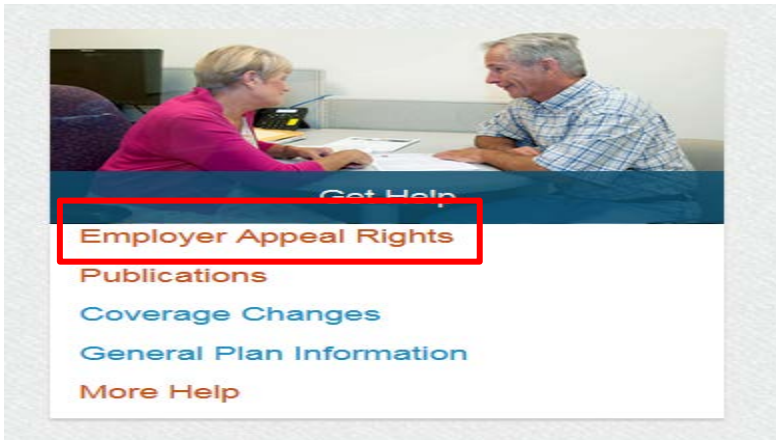 Get Help
Employer Appeal Rights
Publications
Coverage Changes
General Plan Information
More Help